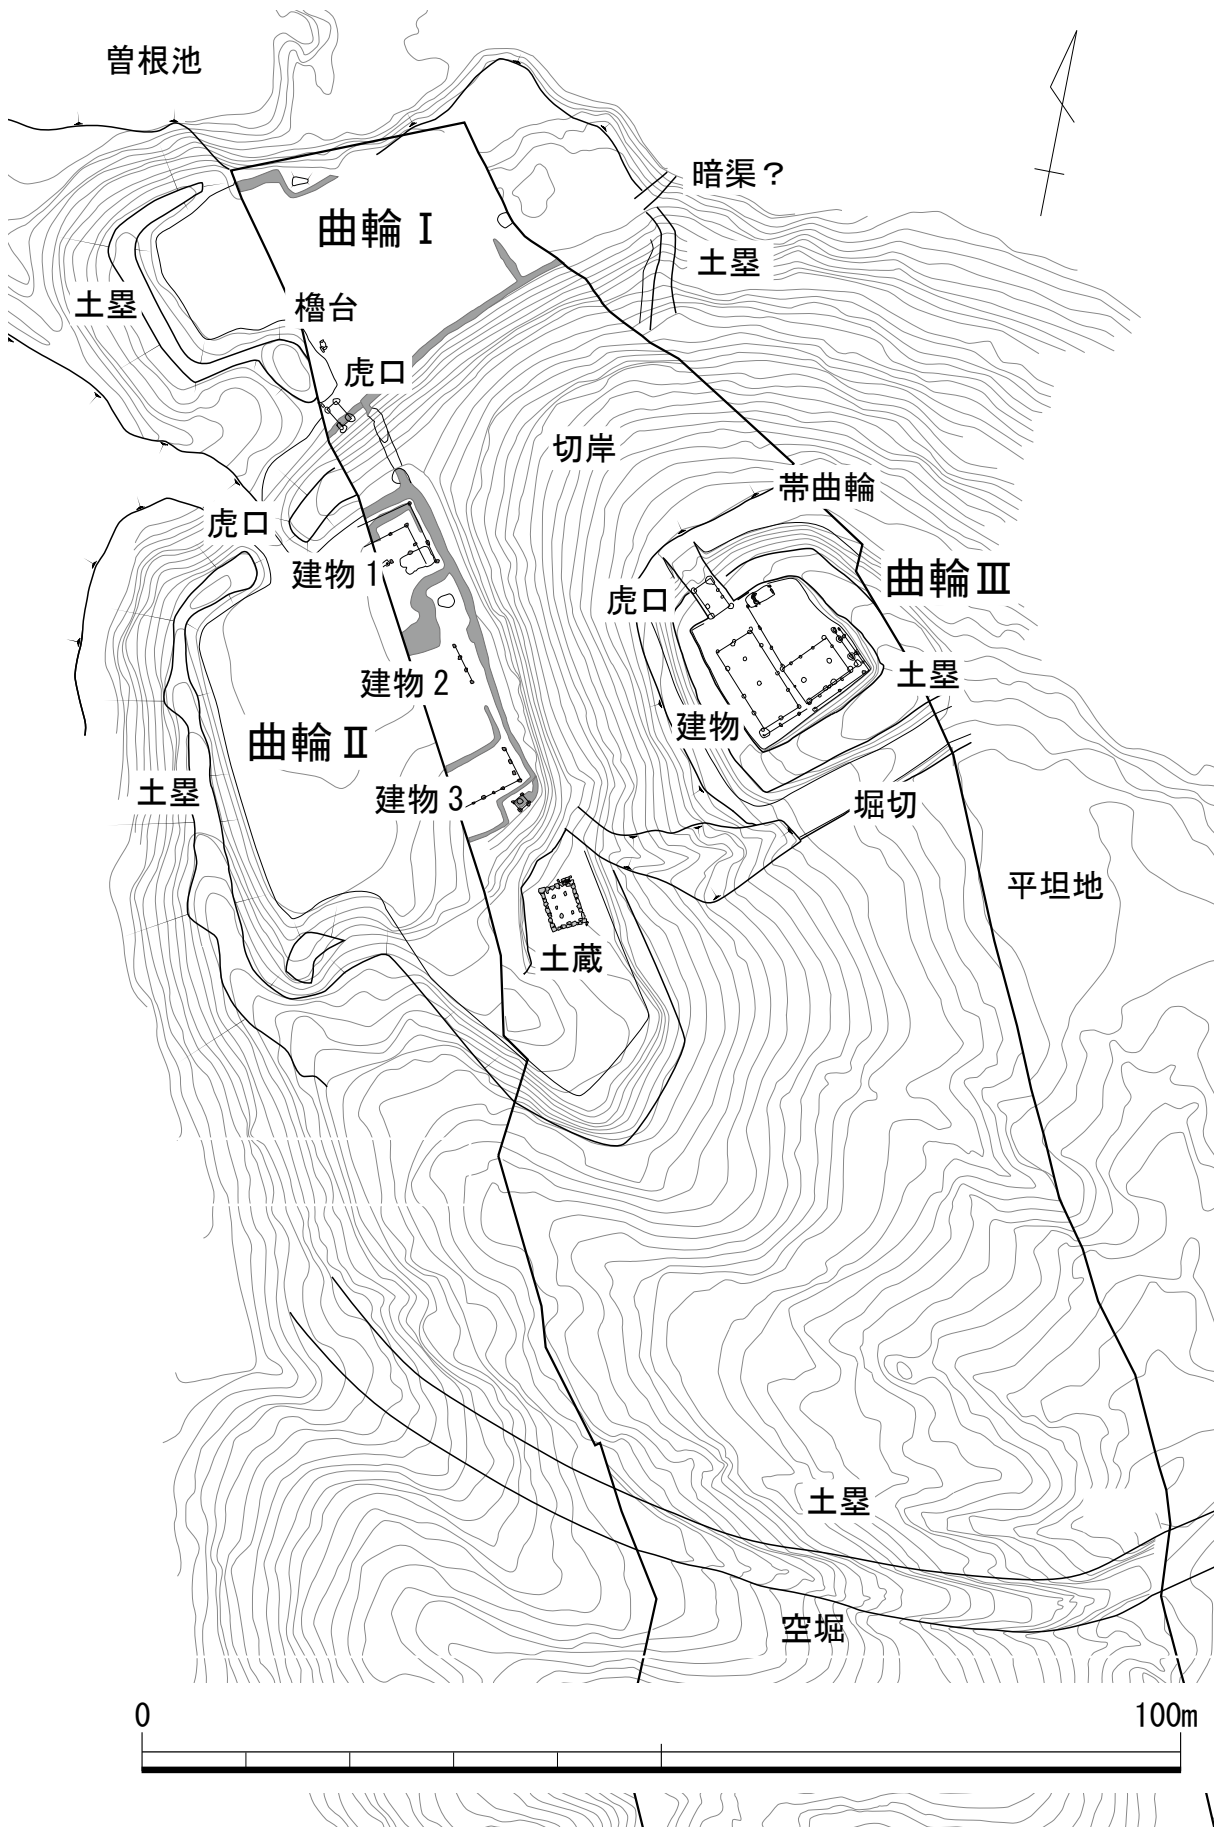 曽根池
暗渠？
曲輪Ⅰ
土塁
土塁
櫓台
虎口
切岸
帯曲輪
虎口
建物１
曲輪Ⅲ
虎口
建物２
土塁
建物
曲輪Ⅱ
土塁
建物３
堀切
平坦地
土蔵
土塁
空堀
0
100m